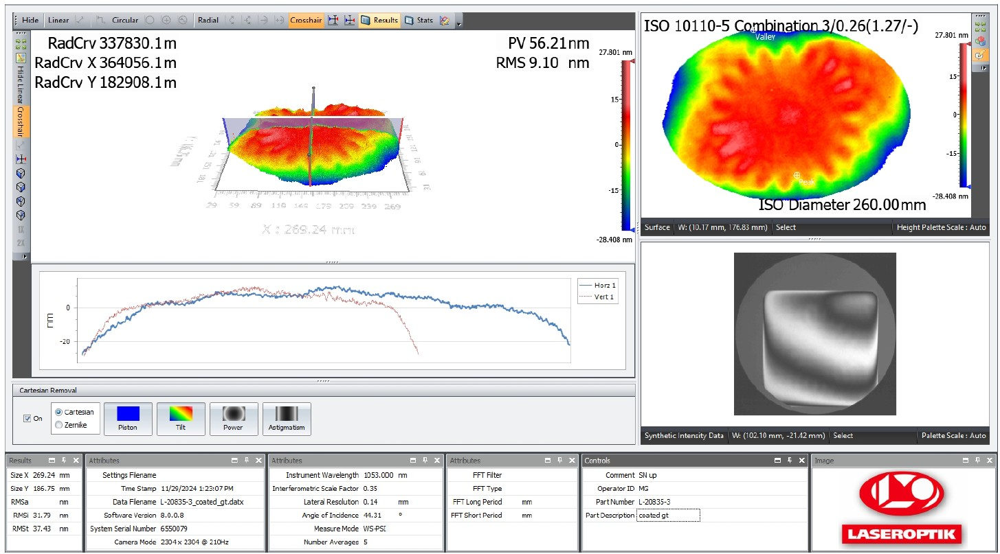 Hide Linear Circular Radial Crosshair Results Stats
RadCrv 337830.1 m
RadCrv X 364056.1 m
RadCrv Y 182908.1 m
PV 56.21 nm
RMS 9.10 nm
27.801 nm
15
0
-15
-28.408 nm
Hide Linear Crosshair
1X
2X
29 59 89 119 149 179 209 239 269
X : 269.24 mm
ISO 10110-5 Combination 3/0.26(1.27/-)
Valley
Peak
ISO Diameter 260.00 mm
27.801 nm
15
0
-15
-28.408 nm
Surface W: (10.17 mm, 176.83 mm) Select Height Palette Scale : Auto
nm
0
-20
Horz 1
Vert 1
Synthetic Intensity Data W: (102.10 mm, -21.42 mm) Select Palette Scale : Auto
Cartesian Removal
On
Cartesian
Zernike
Piston Tilt Power Astigmatism
Results
Size X 269.24 mm
Size Y 186.75 mm
RMSa nm
RMSi 31.79 nm
RMSt 37.43 nm
Attributes
Settings Filename
Time Stamp 11/29/2024 1:23:07 PM
Data Filename L-20835-3_coated_gt.datx
Software Version 8.0.0.8
System Serial Number 6550079
Camera Mode 2304 x 2304 @ 210Hz
Attributes
Instrument Wavelength 1053.000 nm
Interferometric Scale Factor 0.35
Lateral Resolution 0.14 mm
Angle of Incidence 44.31 °
Measure Mode WS-PSI
Number Averages 5
Attributes
FFT Filter
FFT Type
FFT Long Period mm
FFT Short Period mm
Controls
Comment SN up
Operator ID MG
Part Number L-20835-3
Part Description coated gt
Image
LASEROPTIK